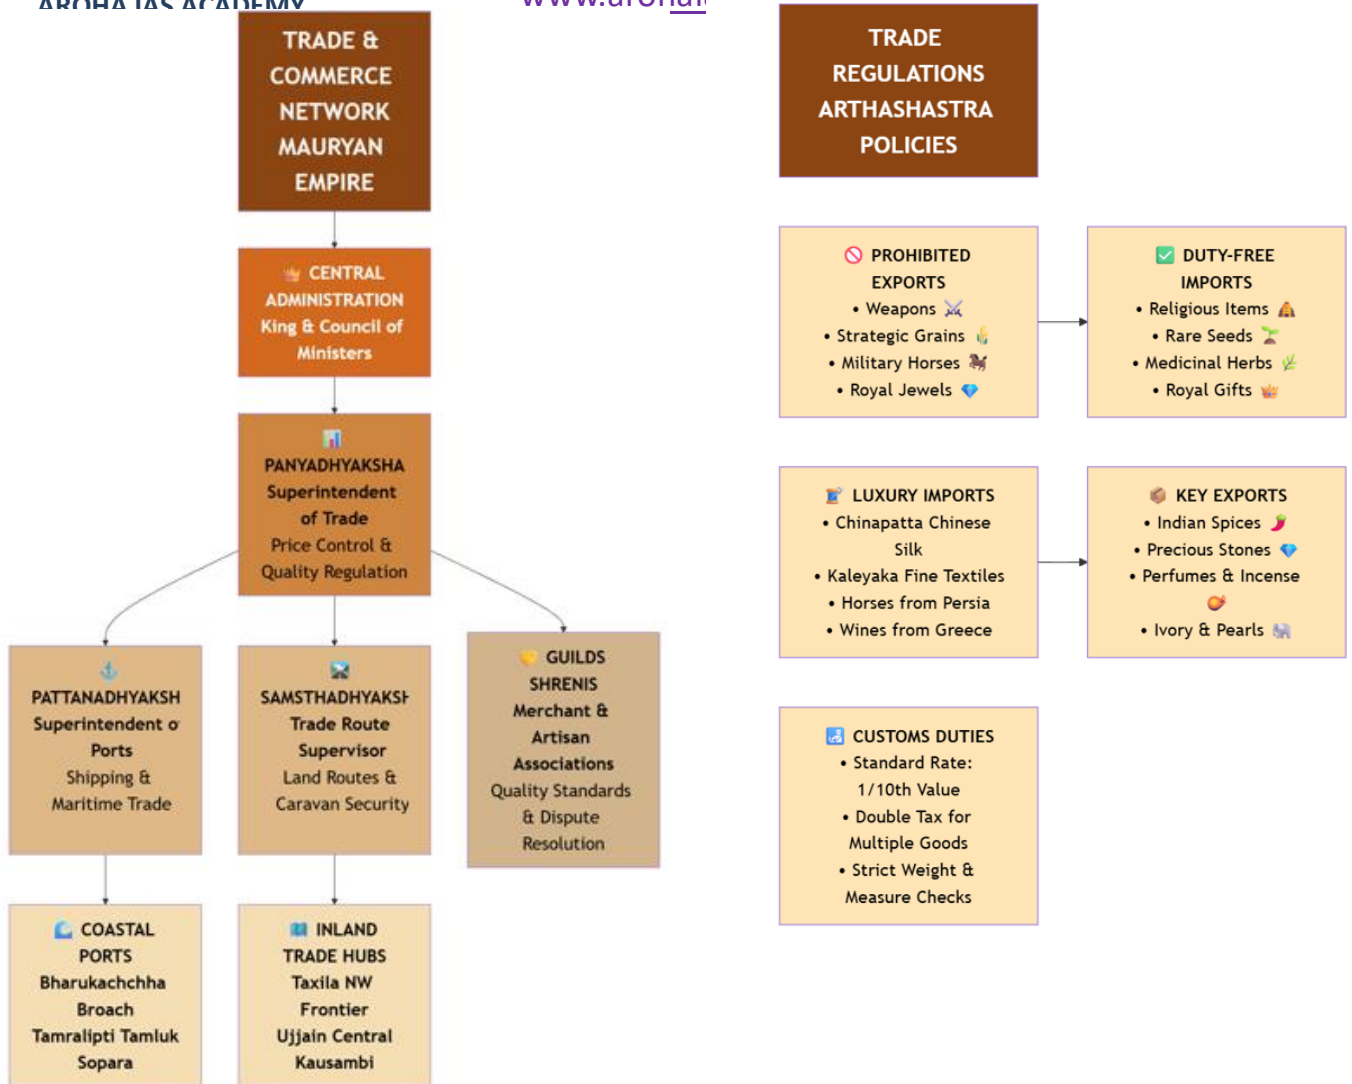 AROHA IAS ACADEMY
TRADE &
COMMERCE
NETWORK
MAURYAN
EMPIRE
CENTRAL
ADMINISTRATION
King & Council of
Ministers
PANYADHYAKSHA
Superintendent
of Trade
Price Control &
Quality Regulation
PATTANADHYAKSH
Superintendent o
Ports
Shipping &
Maritime Trade
SAMSTHADHYAKSH
Trade Route
Supervisor
Land Routes &
Caravan Security
GUILDS
SHRENIS
Merchant &
Artisan
Associations
Quality Standards
& Dispute
Resolution
COASTAL
PORTS
Bharukachchha
Broach
Tamralipti Tamluk
Sopara
INLAND
TRADE HUBS
Taxila NW
Frontier
Ujjain Central
Kausambi
TRADE
REGULATIONS
ARTHASHASTRA
POLICIES
PROHIBITED
EXPORTS
• Weapons
• Strategic Grains
• Military Horses
• Royal Jewels
DUTY-FREE
IMPORTS
• Religious Items
• Rare Seeds
• Medicinal Herbs
• Royal Gifts
LUXURY IMPORTS
• Chinapatta Chinese
Silk
• Kaleyaka Fine Textiles
• Horses from Persia
• Wines from Greece
KEY EXPORTS
• Indian Spices
• Precious Stones
• Perfumes & Incense
• Ivory & Pearls
CUSTOMS DUTIES
• Standard Rate:
1/10th Value
• Double Tax for
Multiple Goods
• Strict Weight &
Measure Checks